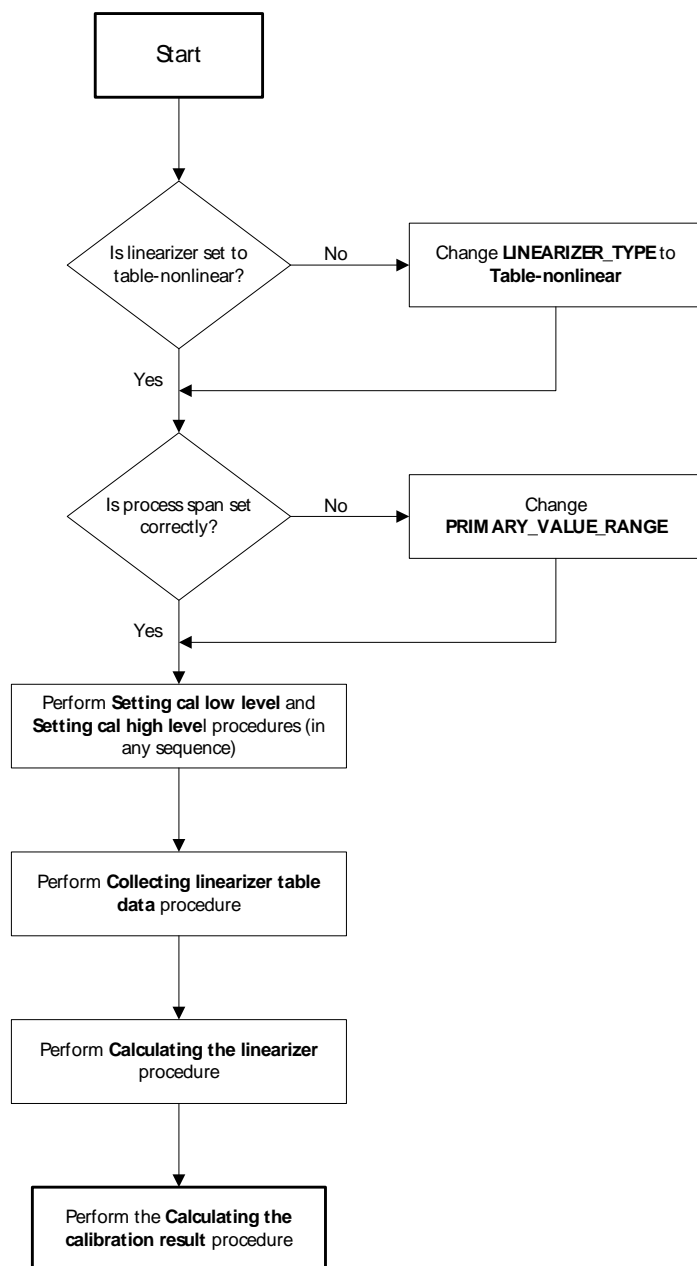 Start
Is linearizer set to
table-nonlinear?
No
Change LINEARIZER_TYPE to
Table-nonlinear
Yes
Is process span set
correctly?
No
Change
PRIMARY_VALUE_RANGE
Yes
Perform Setting cal low level and
Setting cal high level procedures (in
any sequence)
Perform Collecting linearizer table
data procedure
Perform Calculating the linearizer
procedure
Perform the Calculating the
calibration result procedure